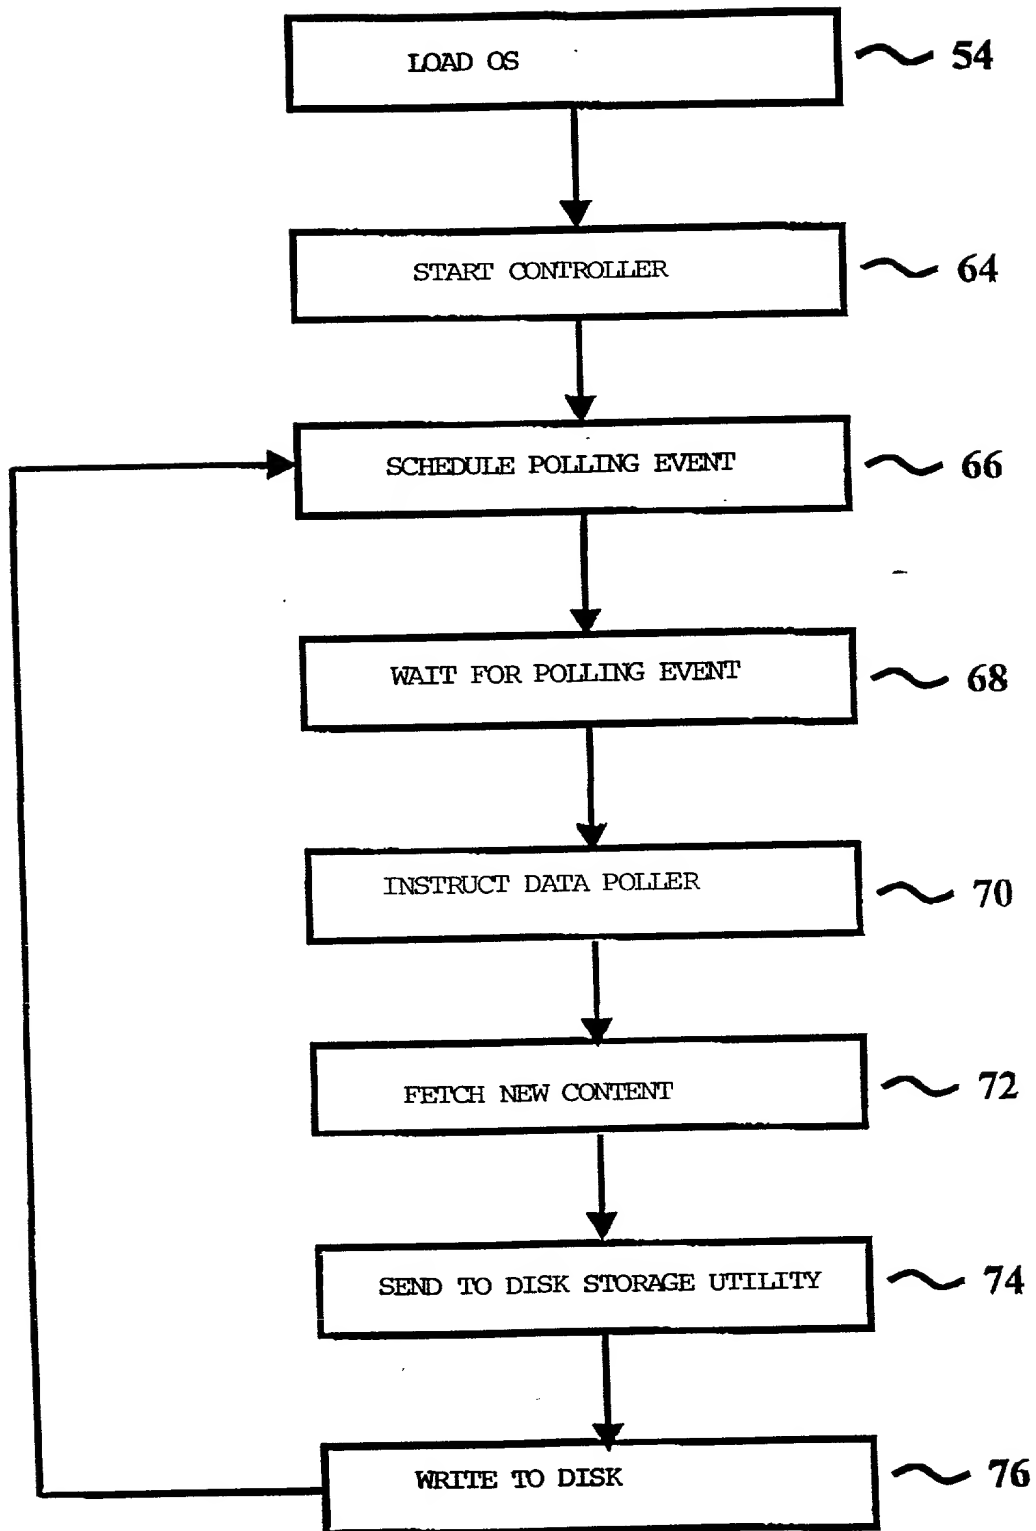 LOAD OS
54
START CONTROLLER
64
SCHEDULE POLLING EVENT
66
WAIT FOR POLLING EVENT
68
INSTRUCT DATA POLLER
70
FETCH NEW CONTENT
72
SEND TO DISK STORAGE UTILITY
74
WRITE TO DISK
76